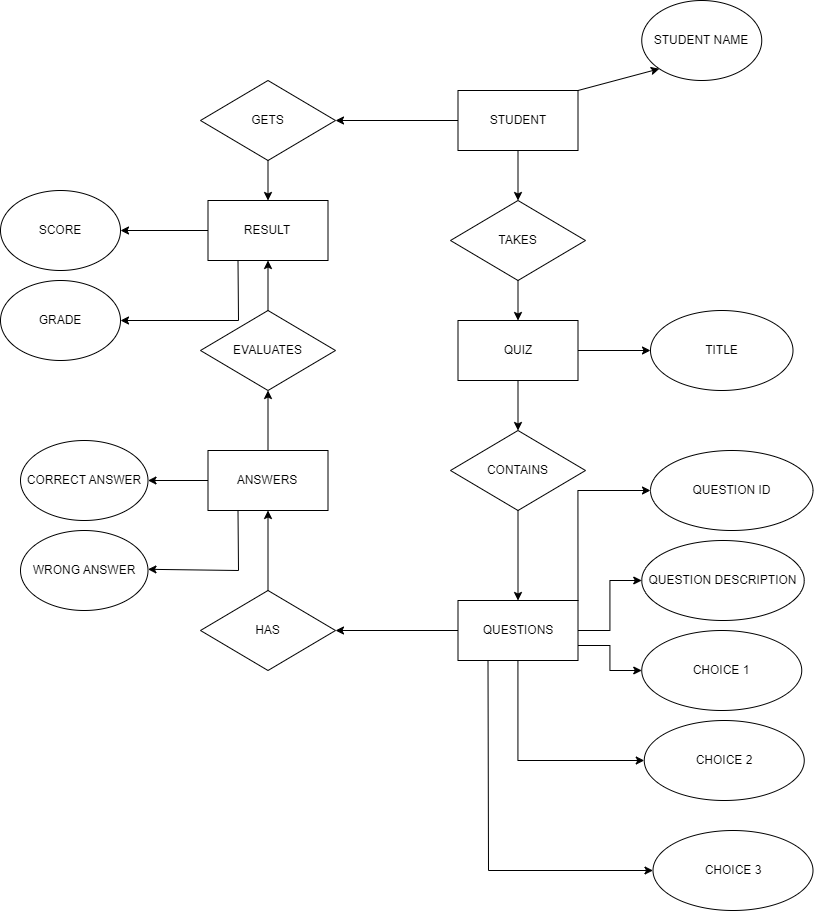 STUDENT NAME
GETS
STUDENT
SCORE
RESULT
TAKES
GRADE
EVALUATES
QUIZ
TITLE
CORRECT ANSWER
ANSWERS
CONTAINS
QUESTION ID
WRONG ANSWER
QUESTION DESCRIPTION
HAS
QUESTIONS
CHOICE 1
CHOICE 2
CHOICE 3